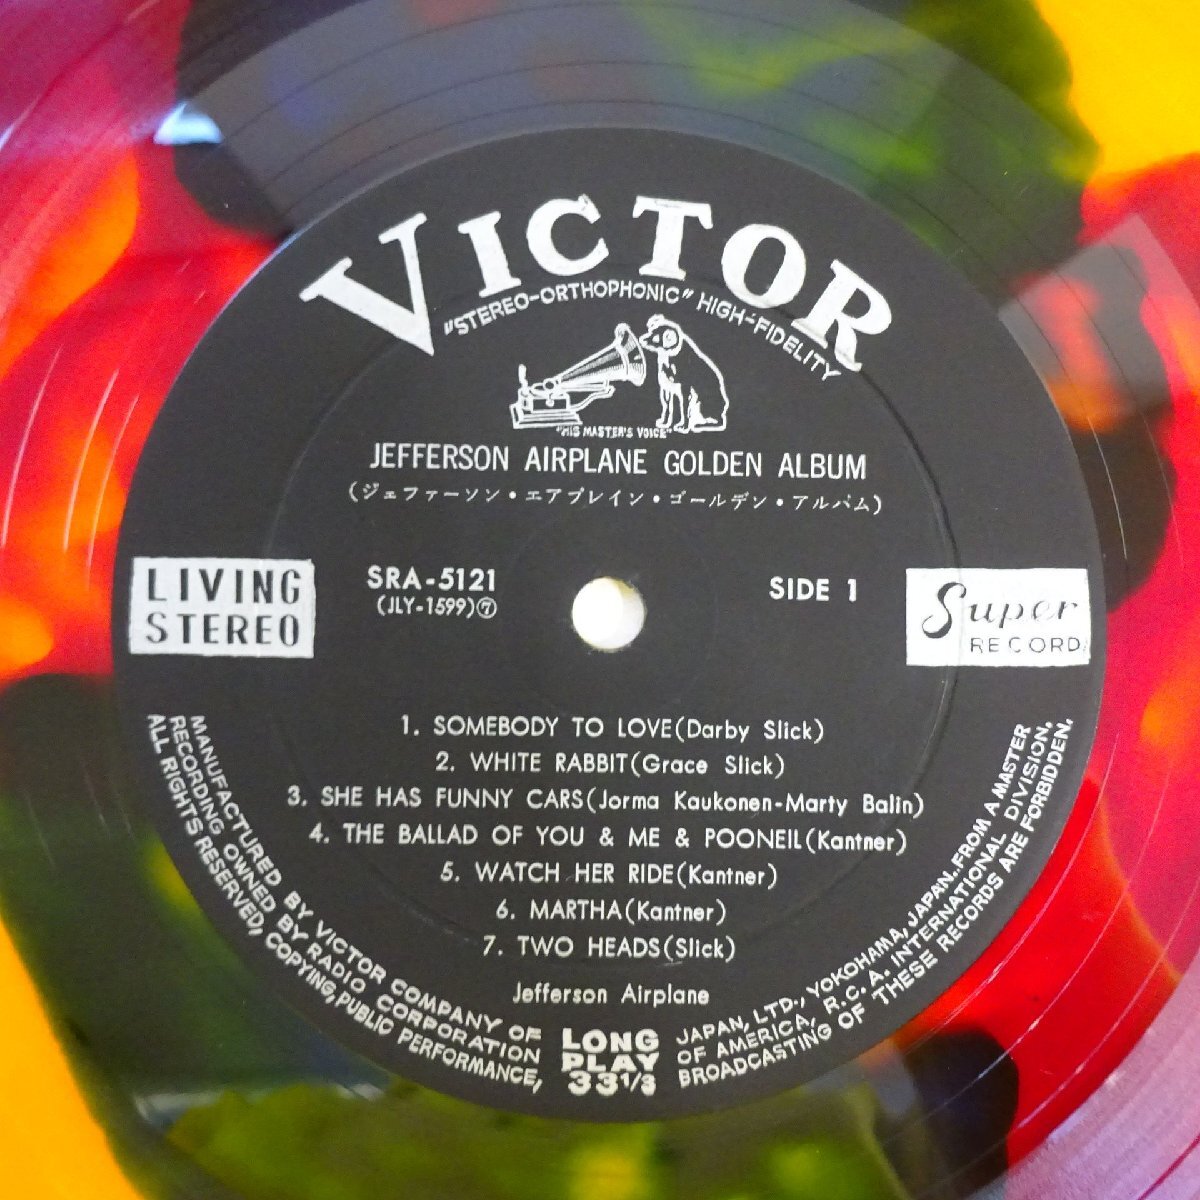 VICTOR
"STEREO-ORTHOPHONIC" HIGH-FIDELITY
"HIS MASTER'S VOICE"
JEFFERSON AIRPLANE GOLDEN ALBUM
(ジェファーソン・エアプレイン・ゴールデン・アルバム)
LIVING
STEREO
SRA-5121
(JLY-1599)⑦
SIDE 1
Super
RECORD
1. SOMEBODY TO LOVE(Darby Slick)
2. WHITE RABBIT(Grace Slick)
3. SHE HAS FUNNY CARS(Jorma Kaukonen-Marty Balin)
4. THE BALLAD OF YOU & ME & POONEIL(Kantner)
5. WATCH HER RIDE(Kantner)
6. MARTHA(Kantner)
7. TWO HEADS(Slick)
Jefferson Airplane
MANUFACTURED BY VICTOR COMPANY OF JAPAN, LTD., YOKOHAMA, JAPAN. FROM A MASTER
RECORDING OWNED BY RADIO CORPORATION OF AMERICA, R.C.A. INTERNATIONAL DIVISION.
ALL RIGHTS RESERVED, COPYING, PUBLIC PERFORMANCE, BROADCASTING OF THESE RECORDS ARE FORBIDDEN.
LONG
PLAY
33 1/3